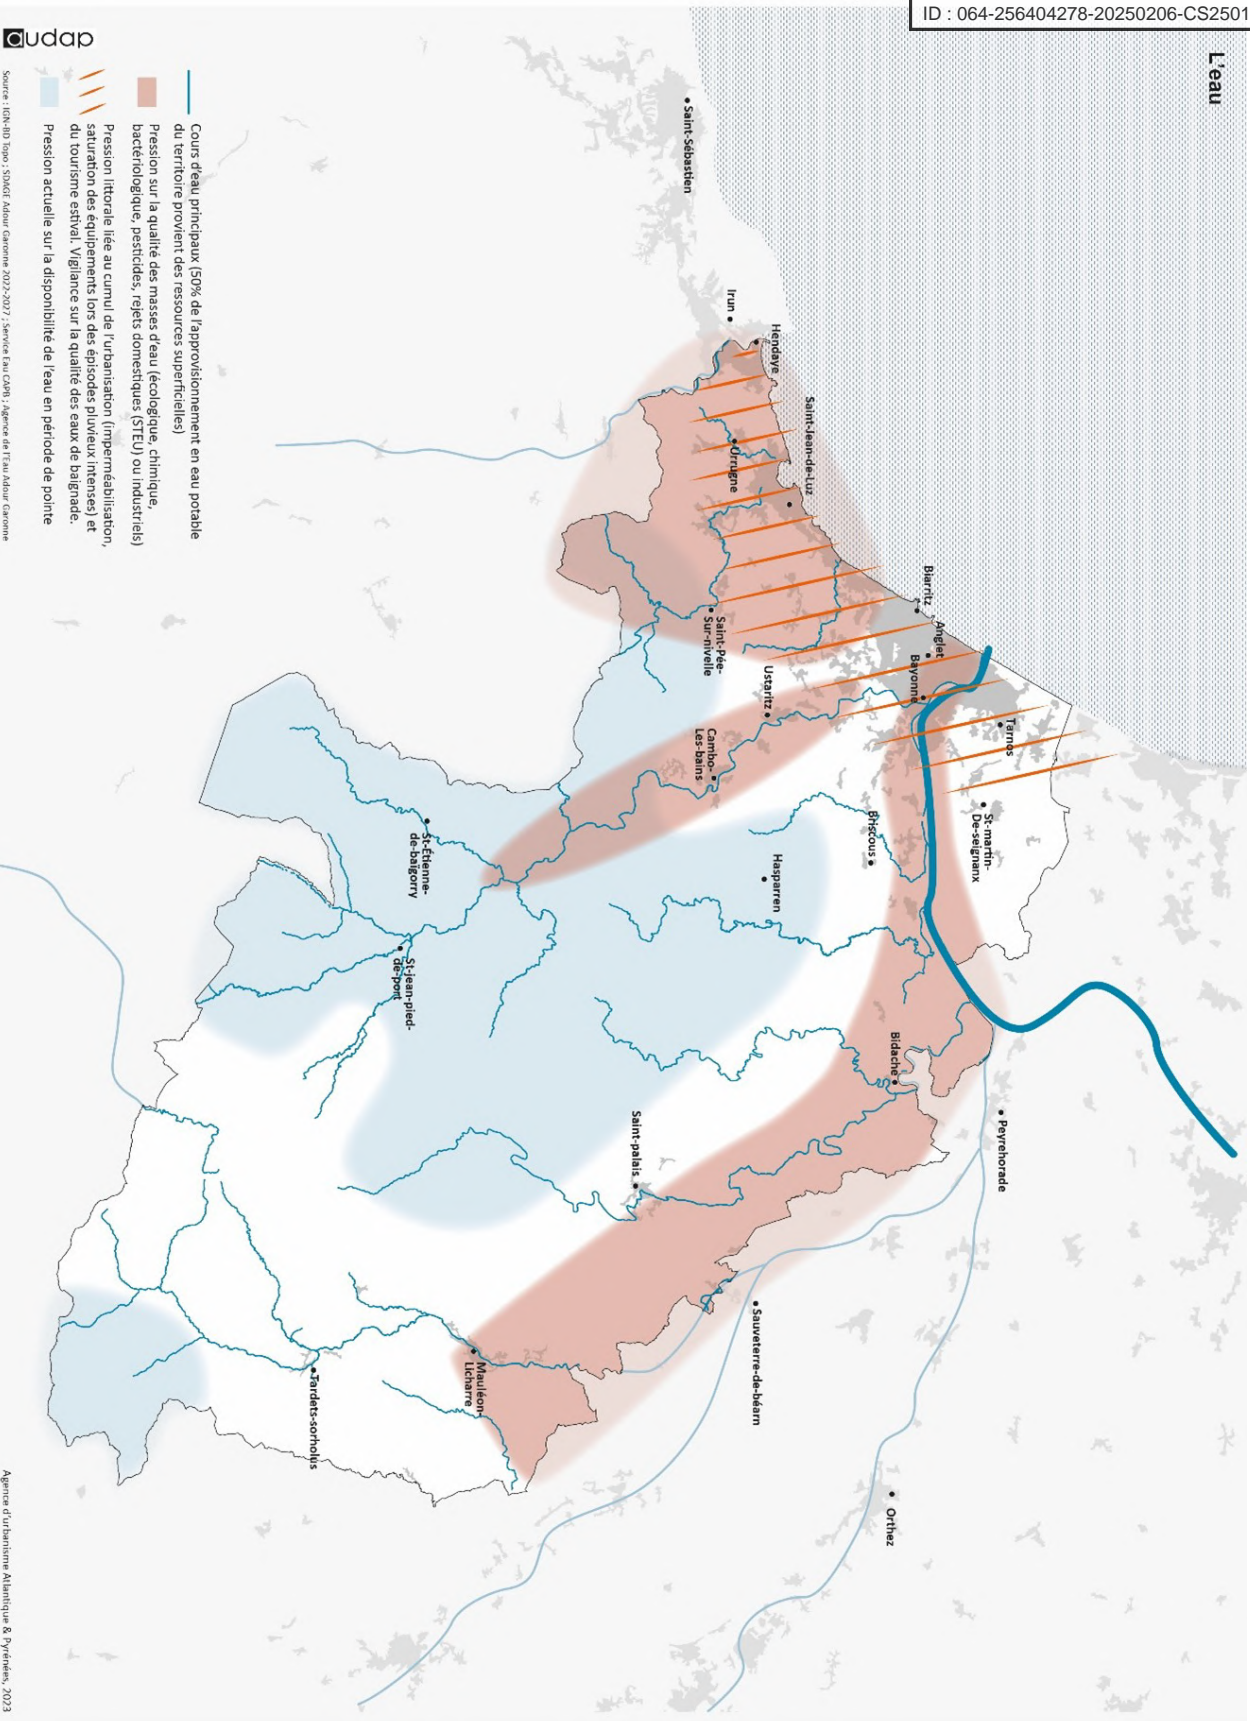 ID : 064-256404278-20250206-CS2501
L'eau
Saint-Sébastien
Irun
Hendaye
Saint-Jean-de-Luz
Urrugne
Biarritz
Anglet
Bayonne
Saint-Pée-
Sur-nivelle
Ustaritz
Cambo-
Les-bains
Tarnos
St-martin-
De-seignanx
Briscous
Hasparren
St-Étienne-
de-baïgorry
St-jean-pied-
de-port
Bidache
Peyrehorade
Saint-palais
Sauveterre-de-béarn
Mauléon-
Licharre
Tardets-sorholus
Orthez
audap
Cours d'eau principaux (50% de l'approvisionnement en eau potable
du territoire provient des ressources superficielles)
Pression sur la qualité des masses d'eau (écologique, chimique,
bactériologique, pesticides, rejets domestiques (STEU) ou industriels)
Pression littorale liée au cumul de l'urbanisation (imperméabilisation,
saturation des équipements lors des épisodes pluvieux intenses) et
du tourisme estival. Vigilance sur la qualité des eaux de baignade.
Pression actuelle sur la disponibilité de l'eau en période de pointe
Source : IGN-BD Topo ; SDAGE Adour Garonne 2022-2027 ; Service Eau CAPB ; Agence de l'Eau Adour Garonne
Agence d'urbanisme Atlantique & Pyrénées, 2023